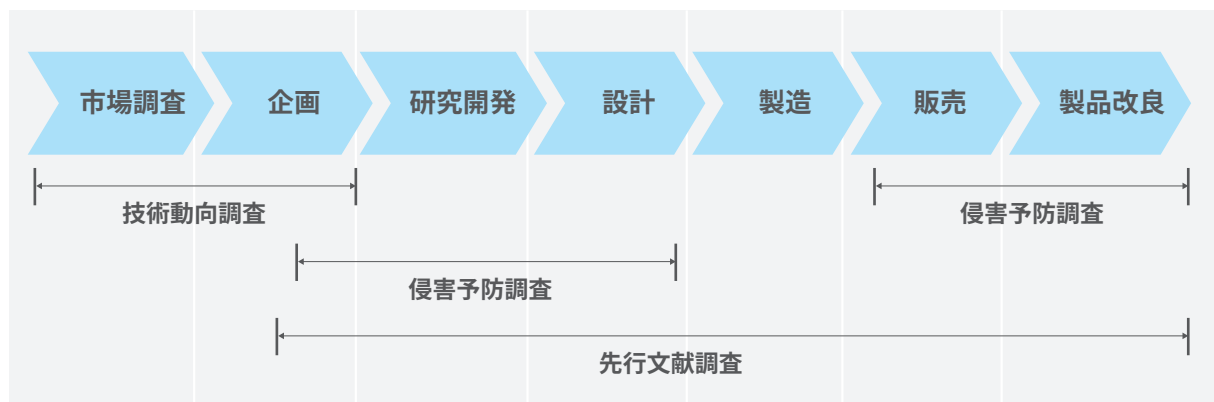 市場調査
企画
研究開発
設計
製造
販売
製品改良
技術動向調査
侵害予防調査
侵害予防調査
先行文献調査